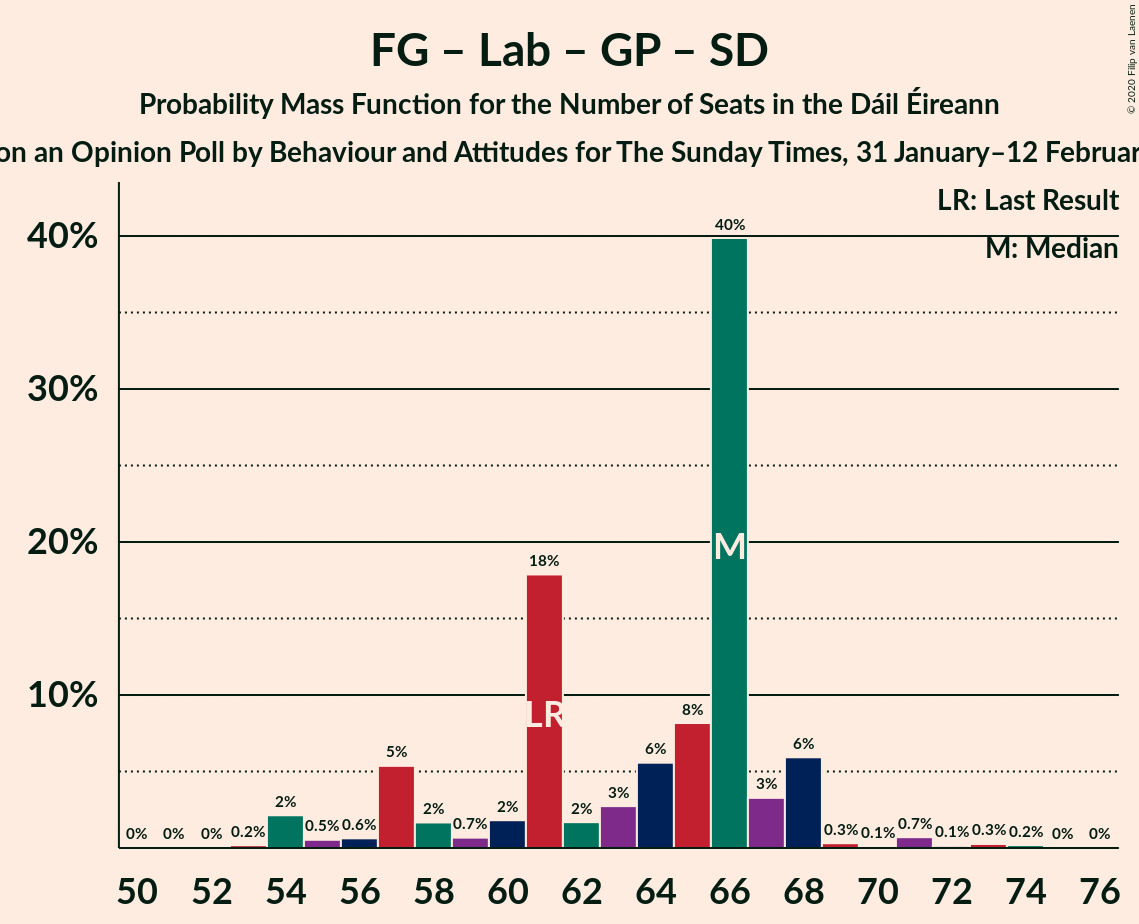 FG – Lab – GP – SD
Probability Mass Function for the Number of Seats in the Dáil Éireann
on an Opinion Poll by Behaviour and Attitudes for The Sunday Times, 31 January–12 Februar
© 2020 Filip van Laenen
LR: Last Result
M: Median
40%
30%
20%
10%
0% 0% 0% 0.2% 2% 0.5% 0.6% 5% 2% 0.7% 2% 18% 2% 3% 6% 8% 40% 3% 6% 0.3% 0.1% 0.7% 0.1% 0.3% 0.2% 0% 0%
LR
M
50 52 54 56 58 60 62 64 66 68 70 72 74 76